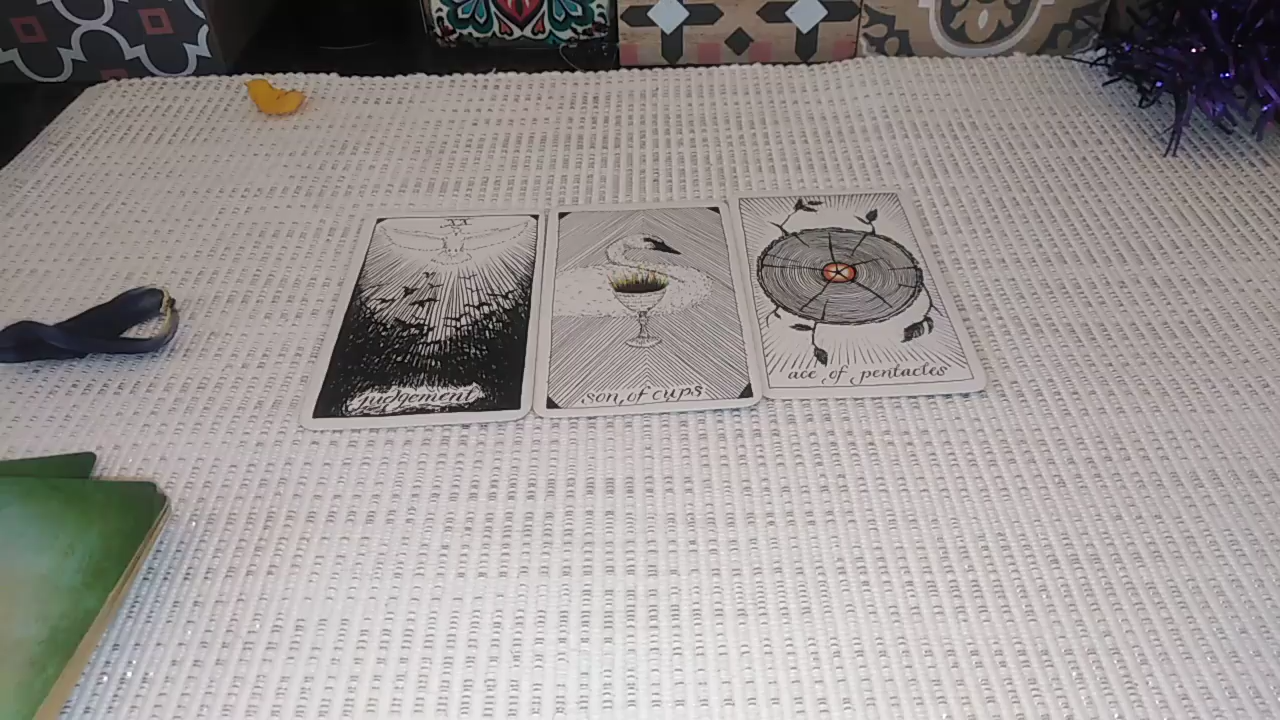 XX
judgement
son of cups
ace of pentacles